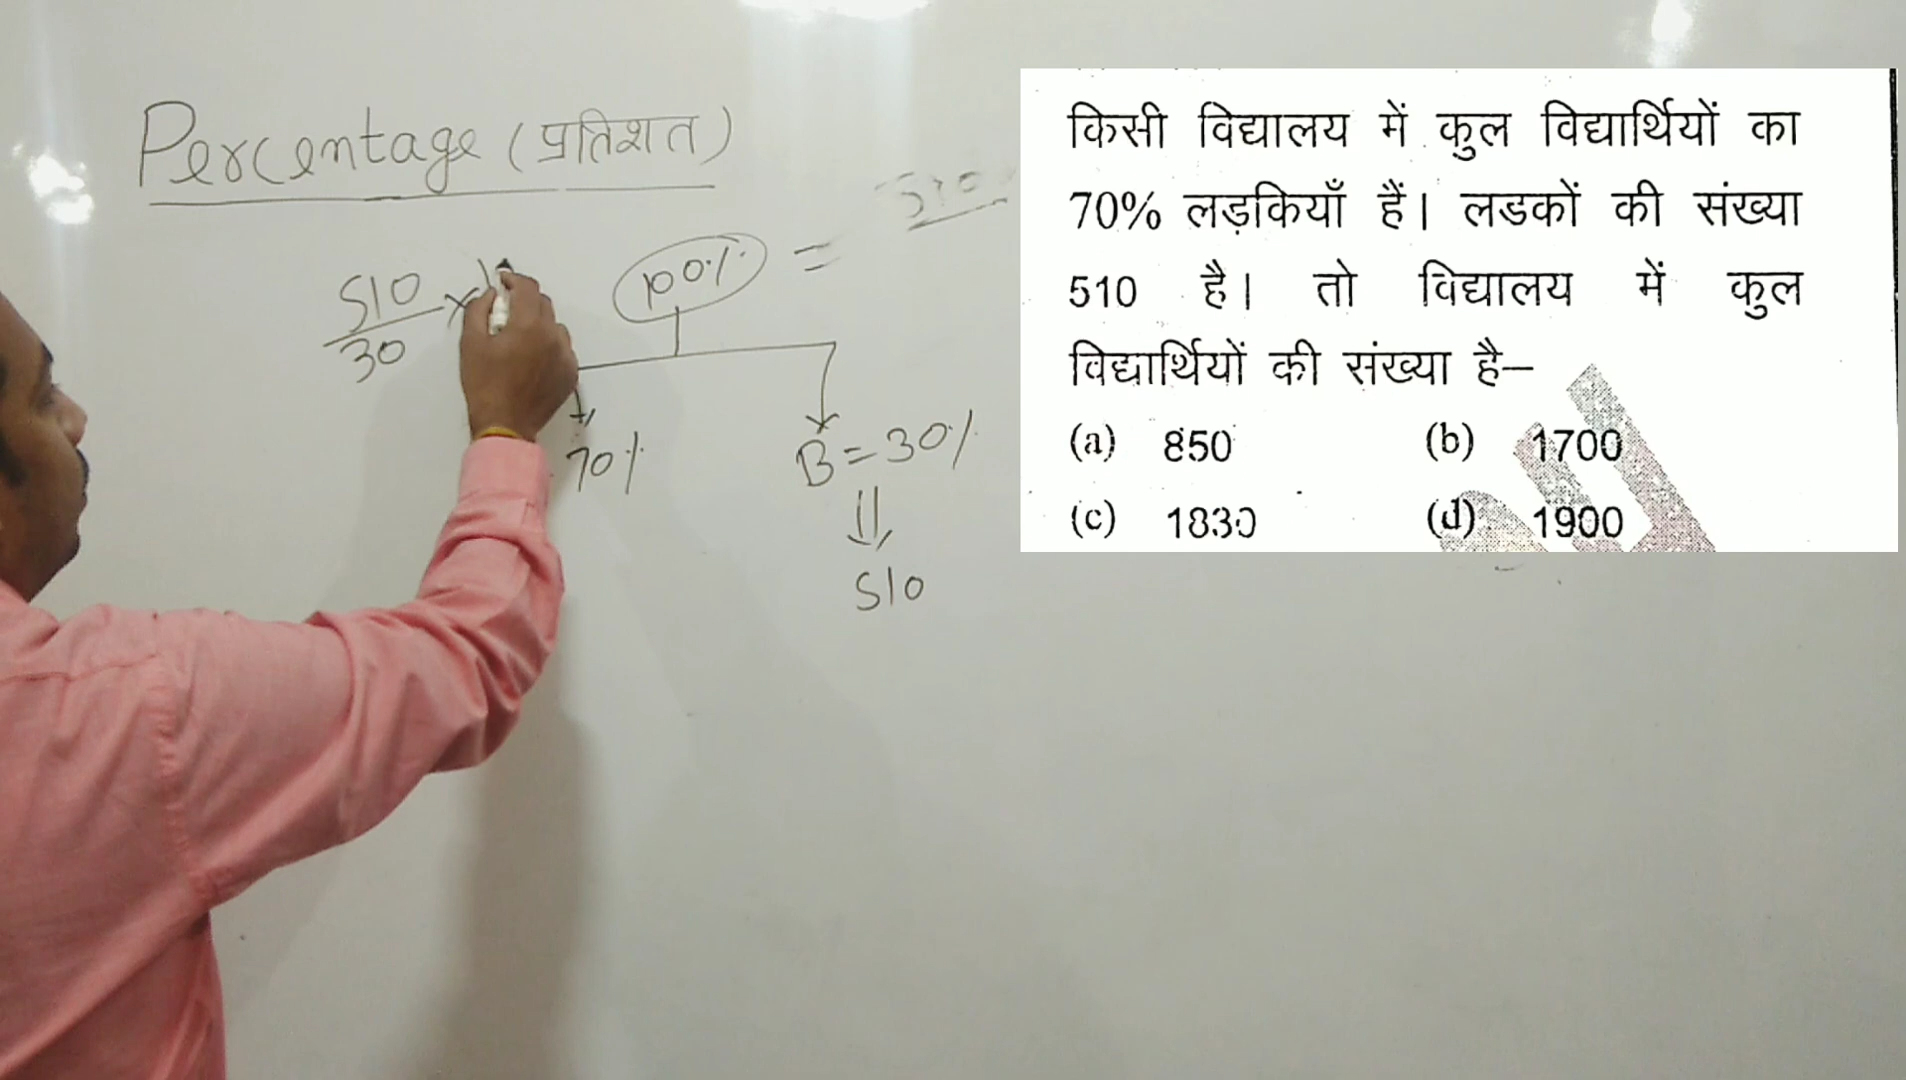 Percentage (प्रतिशत)
510
510/30 ×
100% =
70%
B = 30%
510
किसी विद्यालय में कुल विद्यार्थियों का
70% लड़कियाँ हैं। लडकों की संख्या
510 है। तो विद्यालय में कुल
विद्यार्थियों की संख्या है–
(a) 850 (b) 1700
(c) 1830 (d) 1900